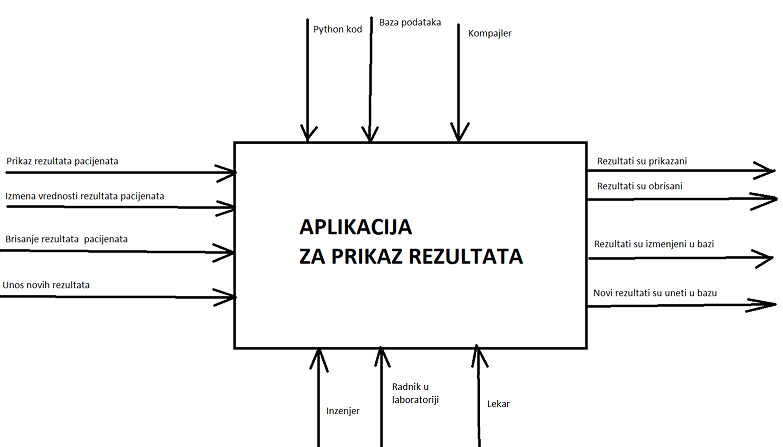 Python kod
Baza podataka
Kompajler
Prikaz rezultata pacijenata
Izmena vrednosti rezultata pacijenata
Brisanje rezultata  pacijenata
Unos novih rezultata
APLIKACIJA
ZA PRIKAZ REZULTATA
Rezultati su prikazani
Rezultati su obrisani
Rezultati su izmenjeni u bazi
Novi rezultati su uneti u bazu
Inzenjer
Radnik u
laboratoriji
Lekar